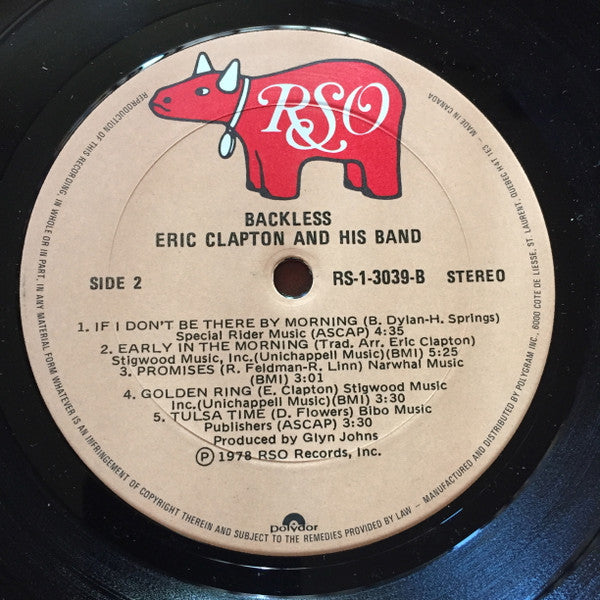 RSO
BACKLESS
ERIC CLAPTON AND HIS BAND
SIDE 2
RS-1-3039-B STEREO
1. IF I DON'T BE THERE BY MORNING (B. Dylan-H. Springs)
Special Rider Music (ASCAP) 4:35
2. EARLY IN THE MORNING (Trad. Arr. Eric Clapton)
Stigwood Music, Inc.(Unichappell Music)(BMI) 5:25
3. PROMISES (R. Feldman-R. Linn) Narwhal Music
(BMI) 3:01
4. GOLDEN RING (E. Clapton) Stigwood Music
Inc.(Unichappell Music)(BMI) 3:30
5. TULSA TIME (D. Flowers) Bibo Music
Publishers (ASCAP) 3:30
Produced by Glyn Johns
Ⓟ 1978 RSO Records, Inc.
polydor
REPRODUCTION OF THIS RECORDING, IN WHOLE OR IN PART, IN ANY MATERIAL FORM WHATEVER IS AN INFRINGEMENT OF COPYRIGHT THEREIN AND SUBJECT TO THE REMEDIES PROVIDED BY LAW – MANUFACTURED AND DISTRIBUTED BY POLYGRAM INC., 6000 COTE DE LIESSE, ST. LAURENT, QUEBEC H4T 1E3 – MADE IN CANADA